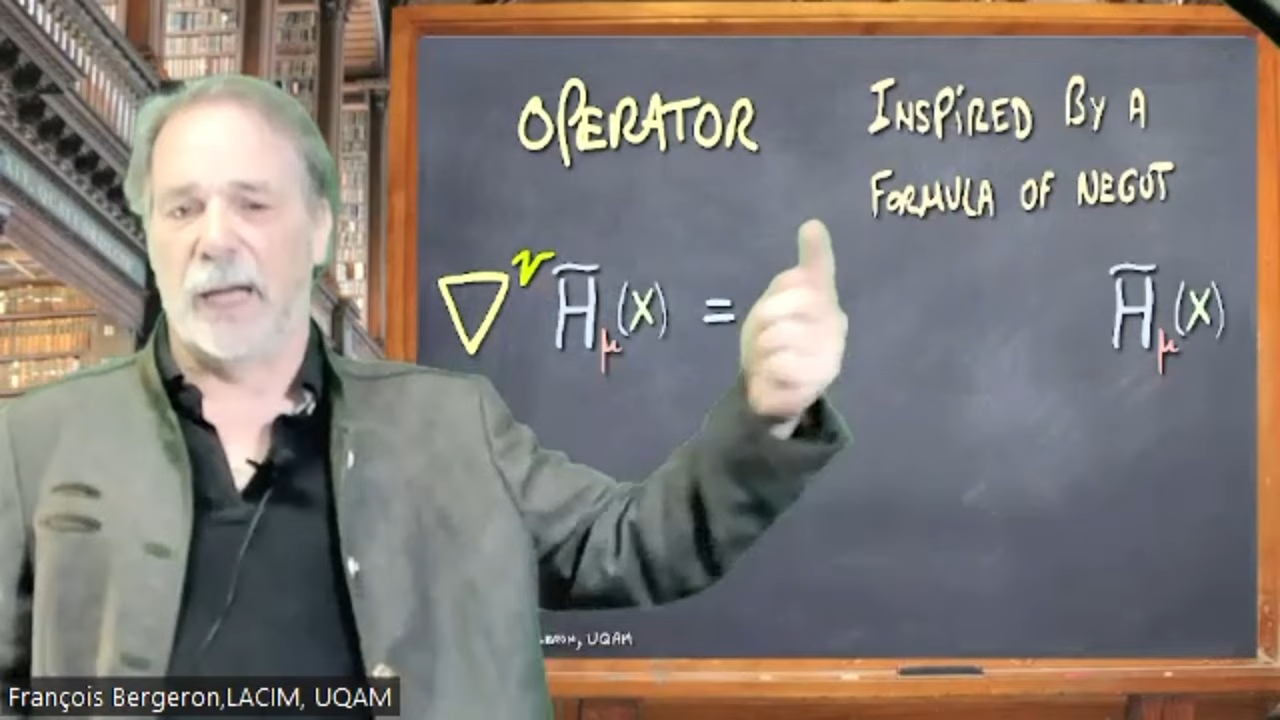 OPERATOR
INSPIRED BY A
FORMULA OF NEGUT
∇^ν H̃_μ(X) = H̃_μ(X)
, UQAM
François Bergeron,LACIM, UQAM